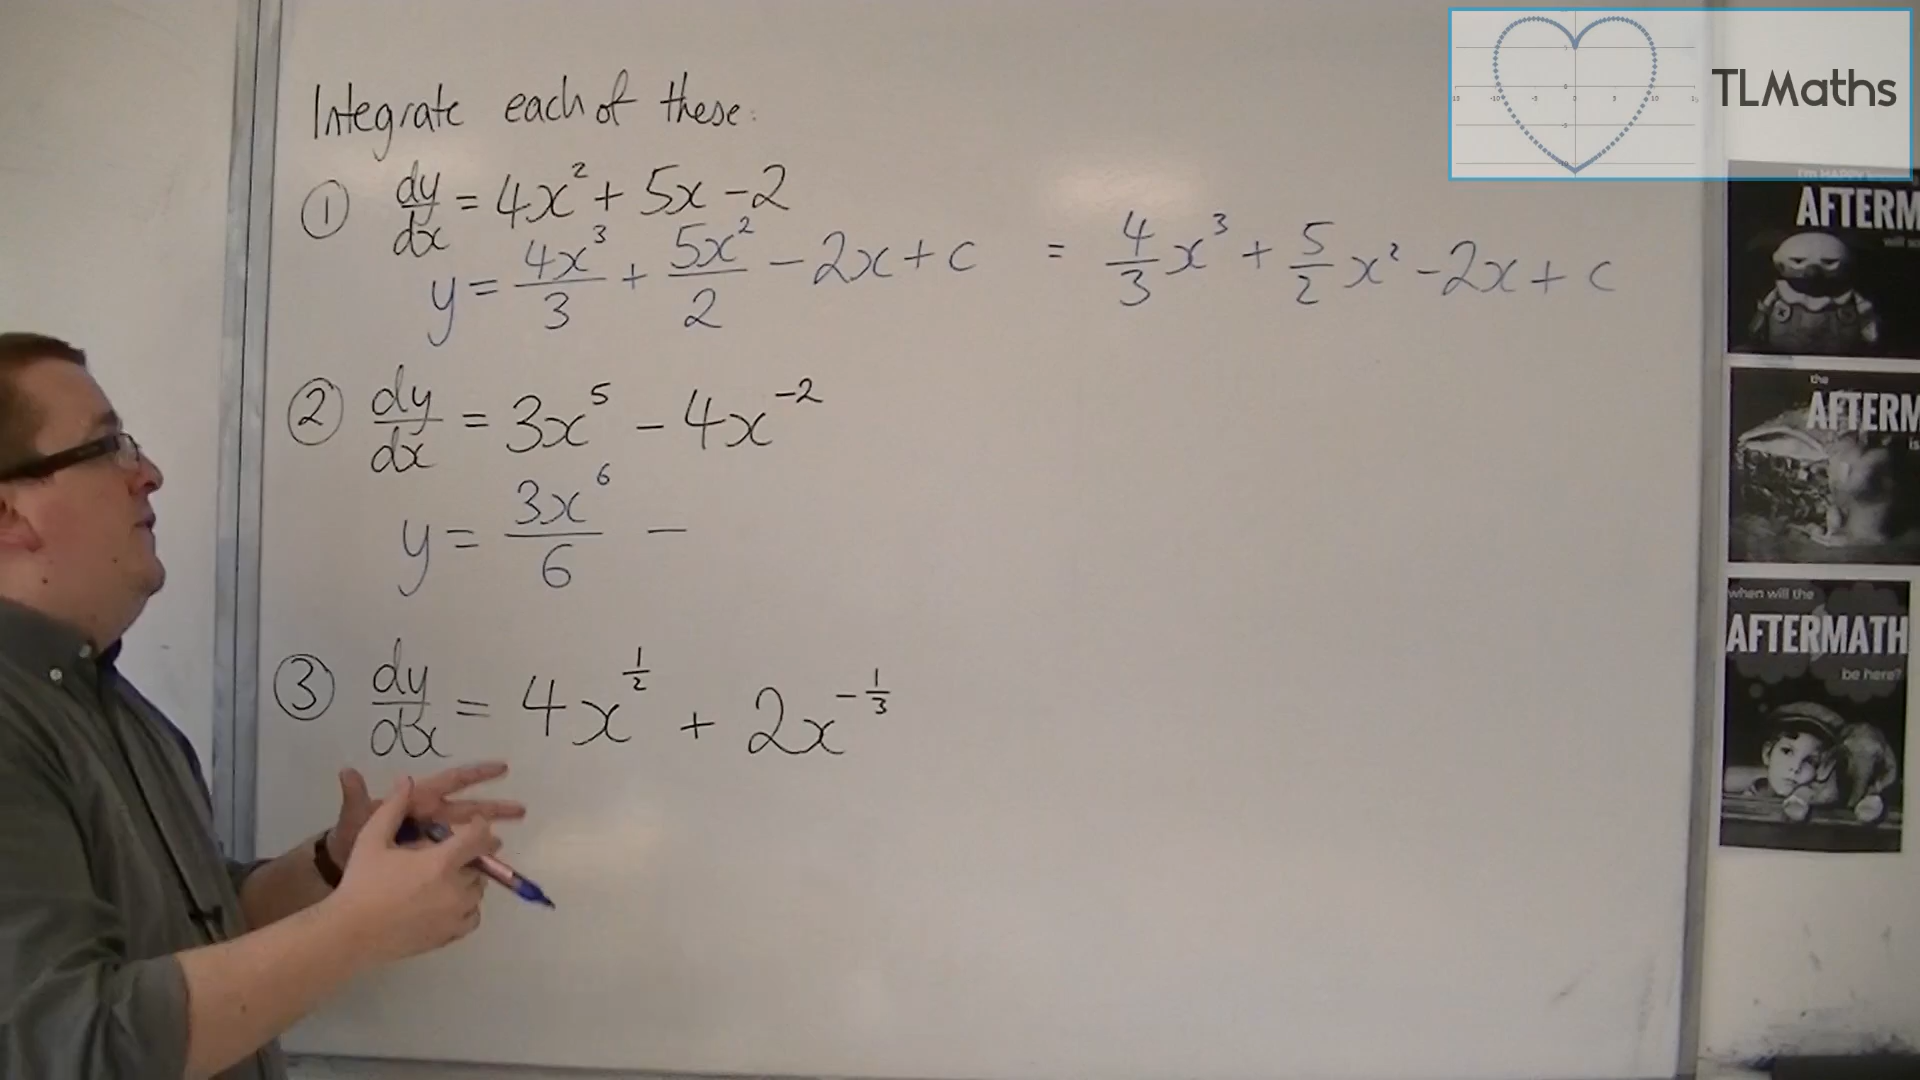 TLMaths
Integrate each of these:
① dy/dx = 4x² + 5x - 2
y = 4x³/3 + 5x²/2 - 2x + c = 4/3 x³ + 5/2 x² - 2x + c
② dy/dx = 3x⁵ - 4x⁻²
y = 3x⁶/6 -
③ dy/dx = 4x^(1/2) + 2x^(-1/3)
AFTERM
the
AFTERM
is
when will the
AFTERMATH
be here?